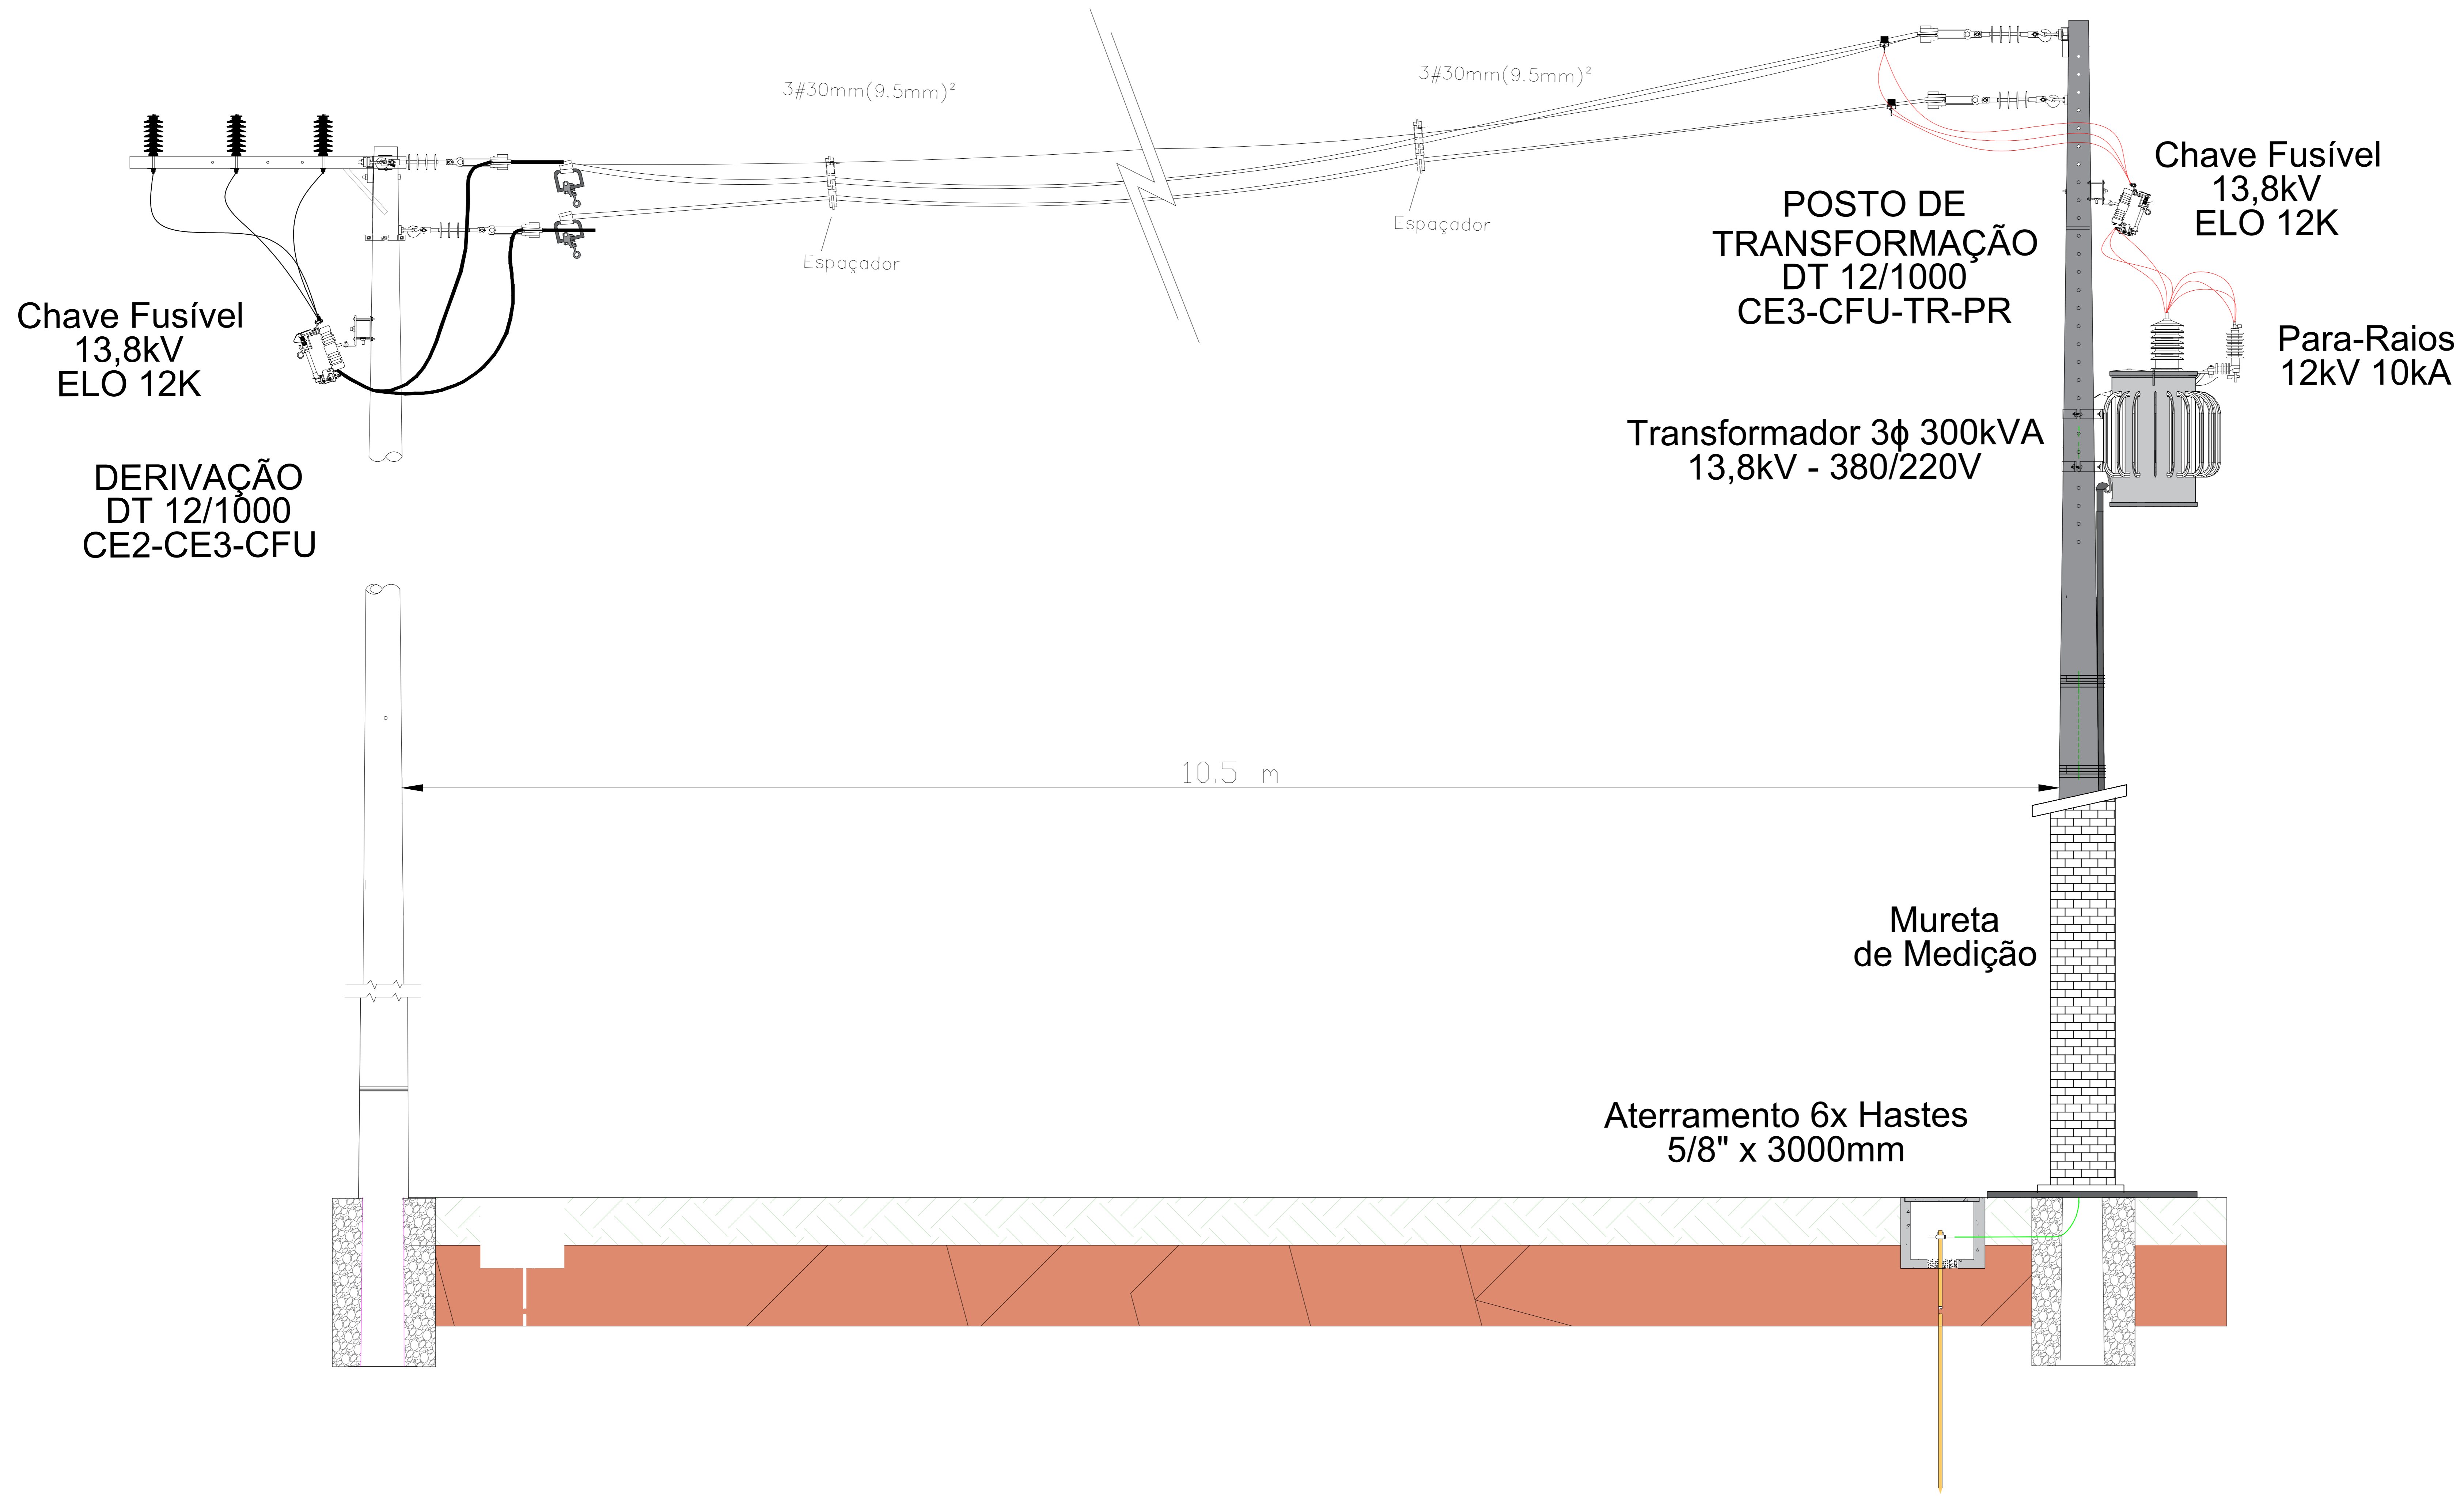 3#30mm(9.5mm)²
3#30mm(9.5mm)²
Espaçador
Espaçador
Chave Fusível
13,8kV
ELO 12K
DERIVAÇÃO
DT 12/1000
CE2-CE3-CFU
POSTO DE
TRANSFORMAÇÃO
DT 12/1000
CE3-CFU-TR-PR
Chave Fusível
13,8kV
ELO 12K
Para-Raios
12kV 10kA
Transformador 3ϕ 300kVA
13,8kV - 380/220V
10.5 m
Mureta
de Medição
Aterramento 6x Hastes
5/8" x 3000mm